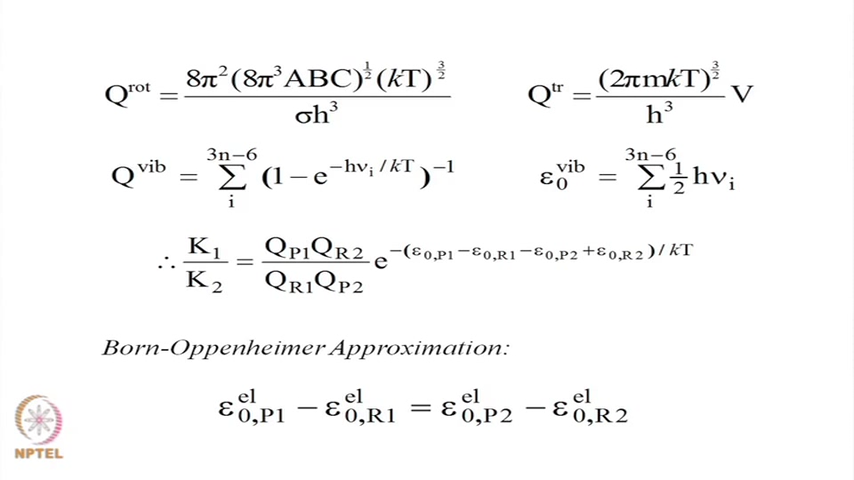 Q^rot = 8π²(8π³ABC)^½ (kT)^(3/2) / σh³    Q^tr = (2πmkT)^(3/2) / h³ V
Q^vib = Σ_i^(3n−6) (1 − e^(−hν_i/kT))^−1    ε_0^vib = Σ_i^(3n−6) ½hν_i
∴ K_1/K_2 = Q_P1 Q_R2 / Q_R1 Q_P2 e^(−(ε_0,P1 − ε_0,R1 − ε_0,P2 + ε_0,R2)/kT)
Born-Oppenheimer Approximation:
ε_0,P1^el − ε_0,R1^el = ε_0,P2^el − ε_0,R2^el
NPTEL